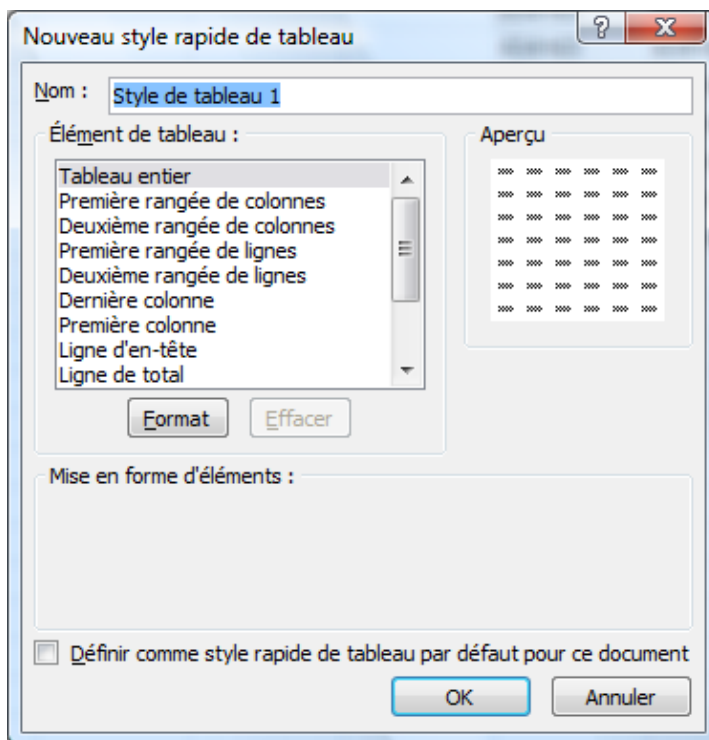 Nouveau style rapide de tableau
Nom : Style de tableau 1
Élément de tableau :
Aperçu
Tableau entier
Première rangée de colonnes
Deuxième rangée de colonnes
Première rangée de lignes
Deuxième rangée de lignes
Dernière colonne
Première colonne
Ligne d'en-tête
Ligne de total
Format
Effacer
Mise en forme d'éléments :
Définir comme style rapide de tableau par défaut pour ce document
OK
Annuler